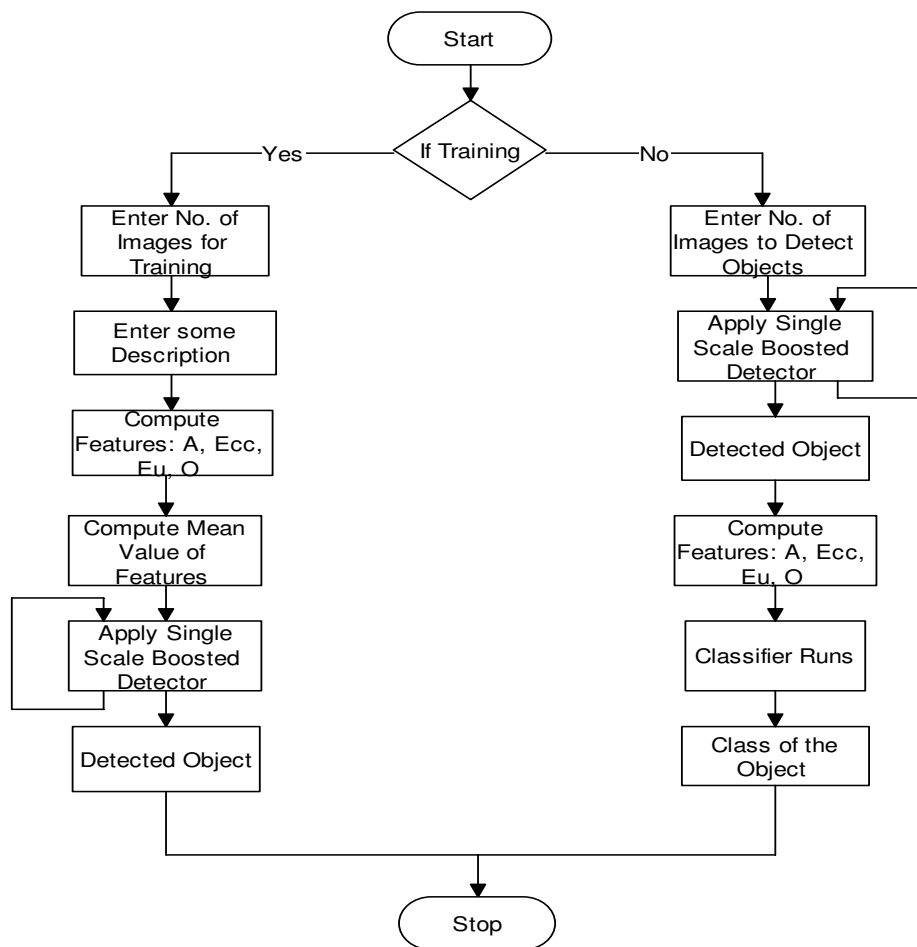 Start
If Training
Yes
No
Enter No. of
Images for
Training
Enter some
Description
Compute
Features: A, Ecc,
Eu, O
Compute Mean
Value of
Features
Apply Single
Scale Boosted
Detector
Detected Object
Enter No. of
Images to Detect
Objects
Apply Single
Scale Boosted
Detector
Detected Object
Compute
Features: A, Ecc,
Eu, O
Classifier Runs
Class of the
Object
Stop